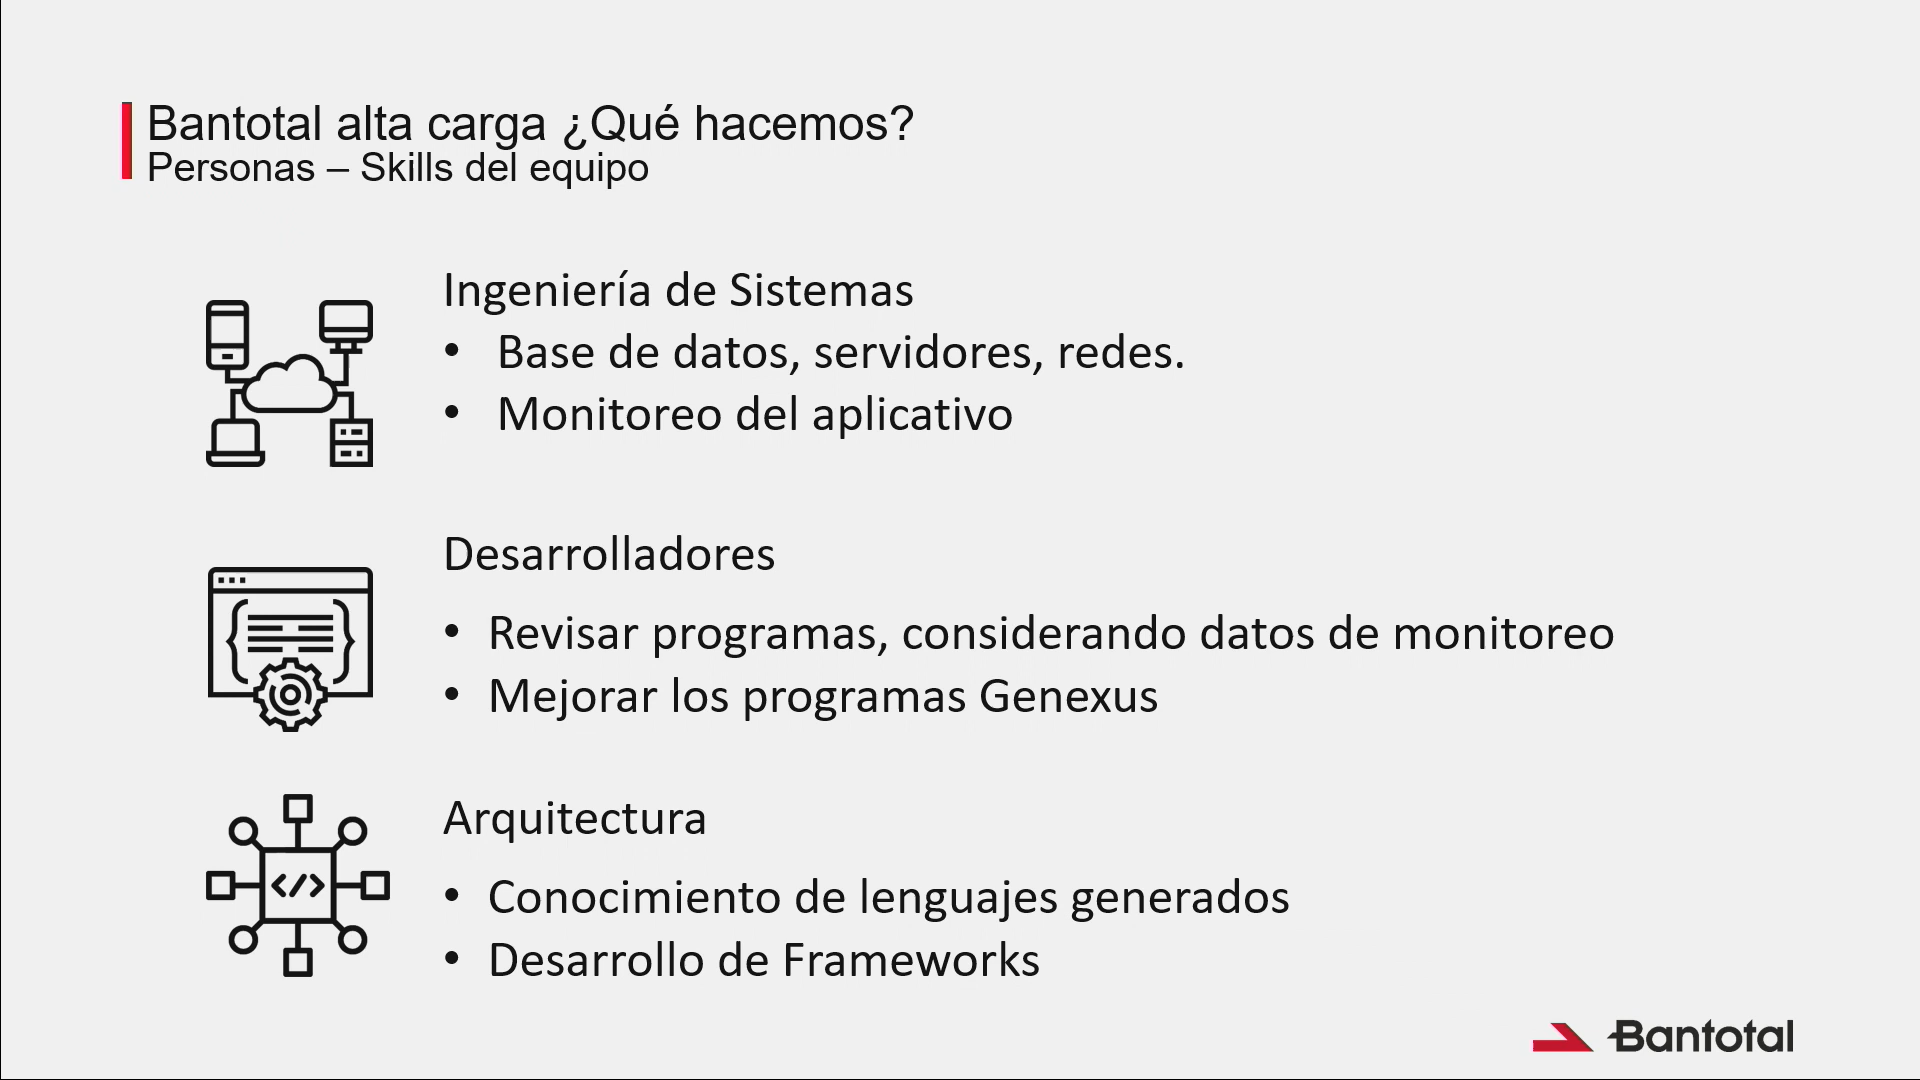 Bantotal alta carga ¿Qué hacemos?
Personas – Skills del equipo
Ingeniería de Sistemas
• Base de datos, servidores, redes.
• Monitoreo del aplicativo
Desarrolladores
• Revisar programas, considerando datos de monitoreo
• Mejorar los programas Genexus
Arquitectura
</>
• Conocimiento de lenguajes generados
• Desarrollo de Frameworks
Bantotal